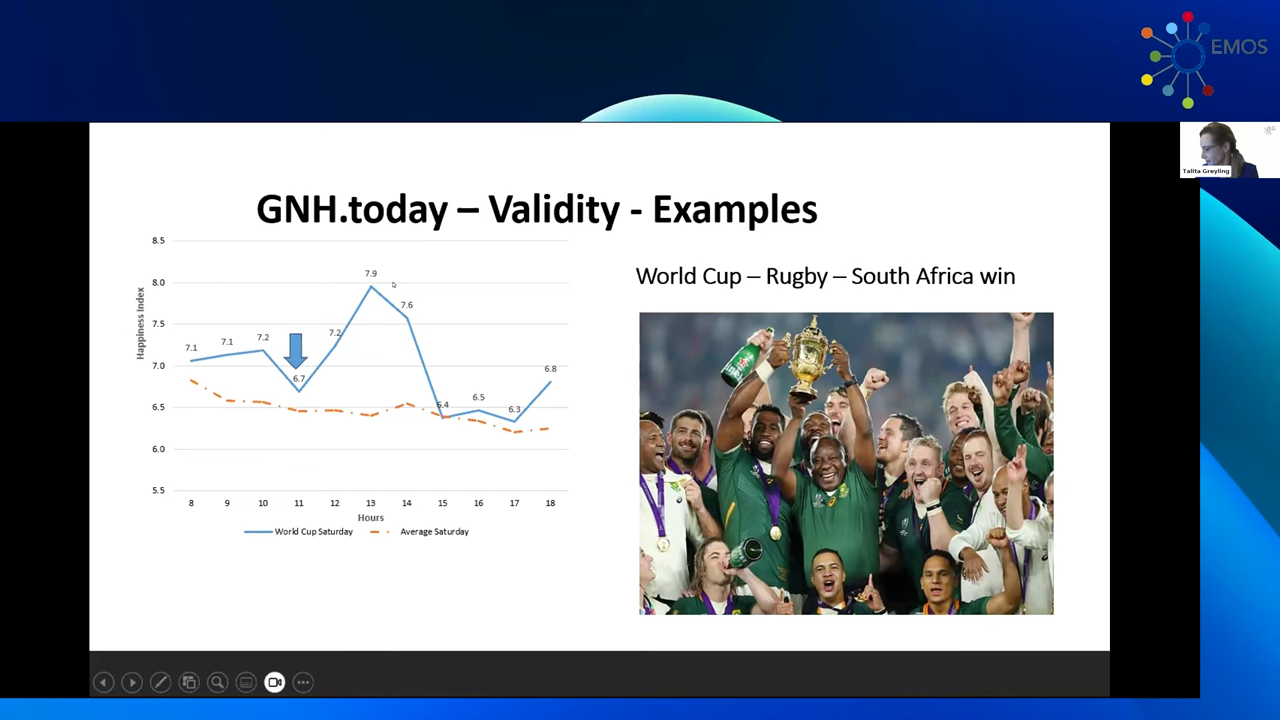 EMOS
Talita Greyling
GNH.today – Validity - Examples
World Cup – Rugby – South Africa win
Happiness Index
8.5
8.0
7.5
7.0
6.5
6.0
5.5
7.1
7.1
7.2
6.7
7.2
7.9
7.6
6.4
6.5
6.3
6.8
8 9 10 11 12 13 14 15 16 17 18
Hours
World Cup Saturday Average Saturday